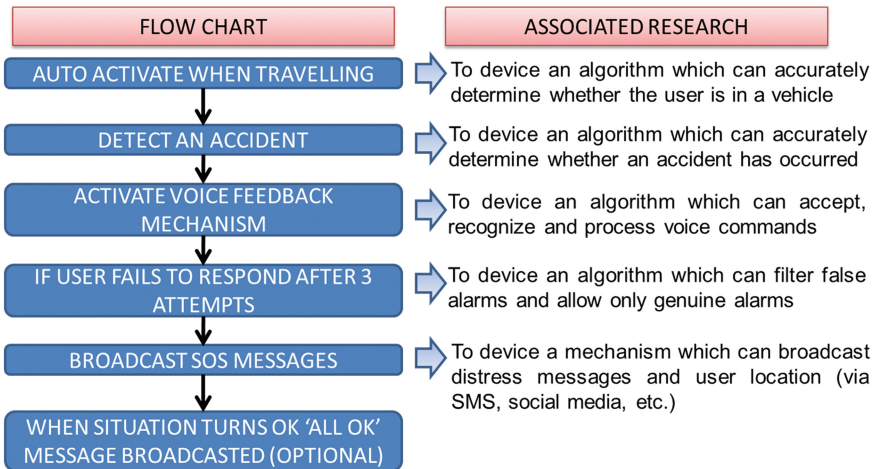 FLOW CHART
ASSOCIATED RESEARCH
AUTO ACTIVATE WHEN TRAVELLING
To device an algorithm which can accurately
determine whether the user is in a vehicle
DETECT AN ACCIDENT
To device an algorithm which can accurately
determine whether an accident has occurred
ACTIVATE VOICE FEEDBACK
MECHANISM
To device an algorithm which can accept,
recognize and process voice commands
IF USER FAILS TO RESPOND AFTER 3
ATTEMPTS
To device an algorithm which can filter false
alarms and allow only genuine alarms
BROADCAST SOS MESSAGES
To device a mechanism which can broadcast
distress messages and user location (via
SMS, social media, etc.)
WHEN SITUATION TURNS OK ‘ALL OK’
MESSAGE BROADCASTED (OPTIONAL)